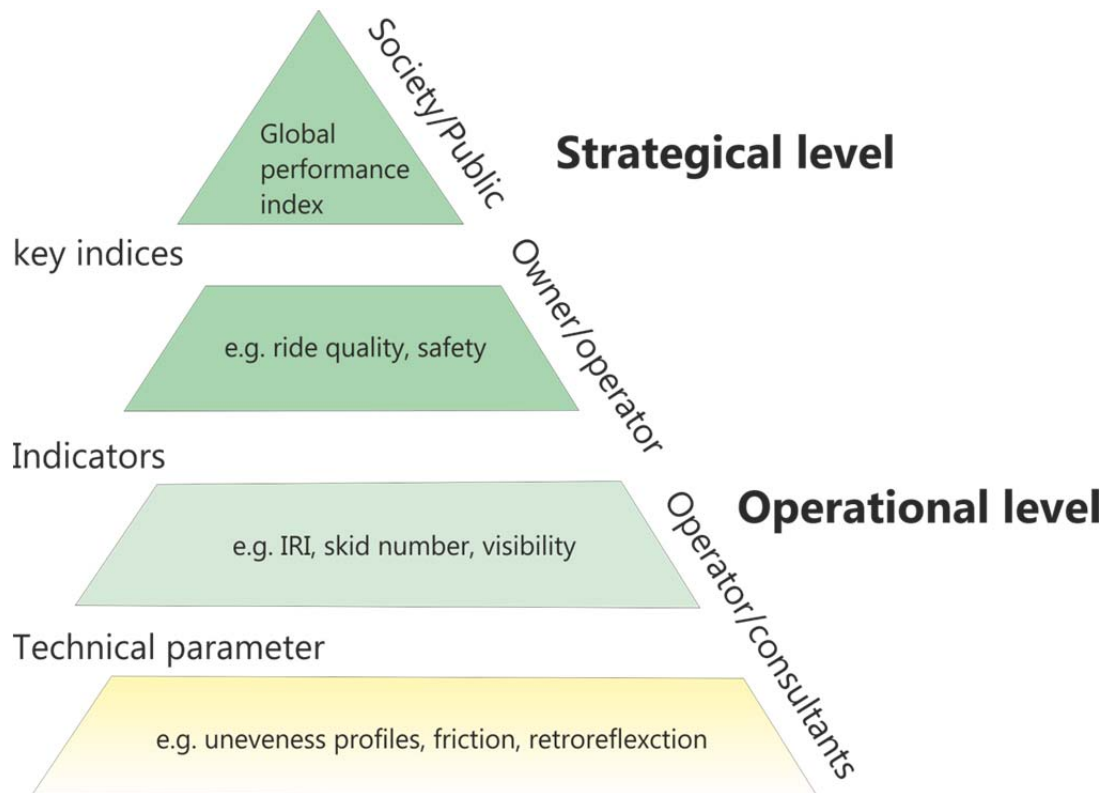 Society/Public
Global
performance
index
Strategical level
key indices
Owner/operator
e.g. ride quality, safety
Indicators
Operational level
e.g. IRI, skid number, visibility
Operator/consultants
Technical parameter
e.g. uneveness profiles, friction, retroreflexction